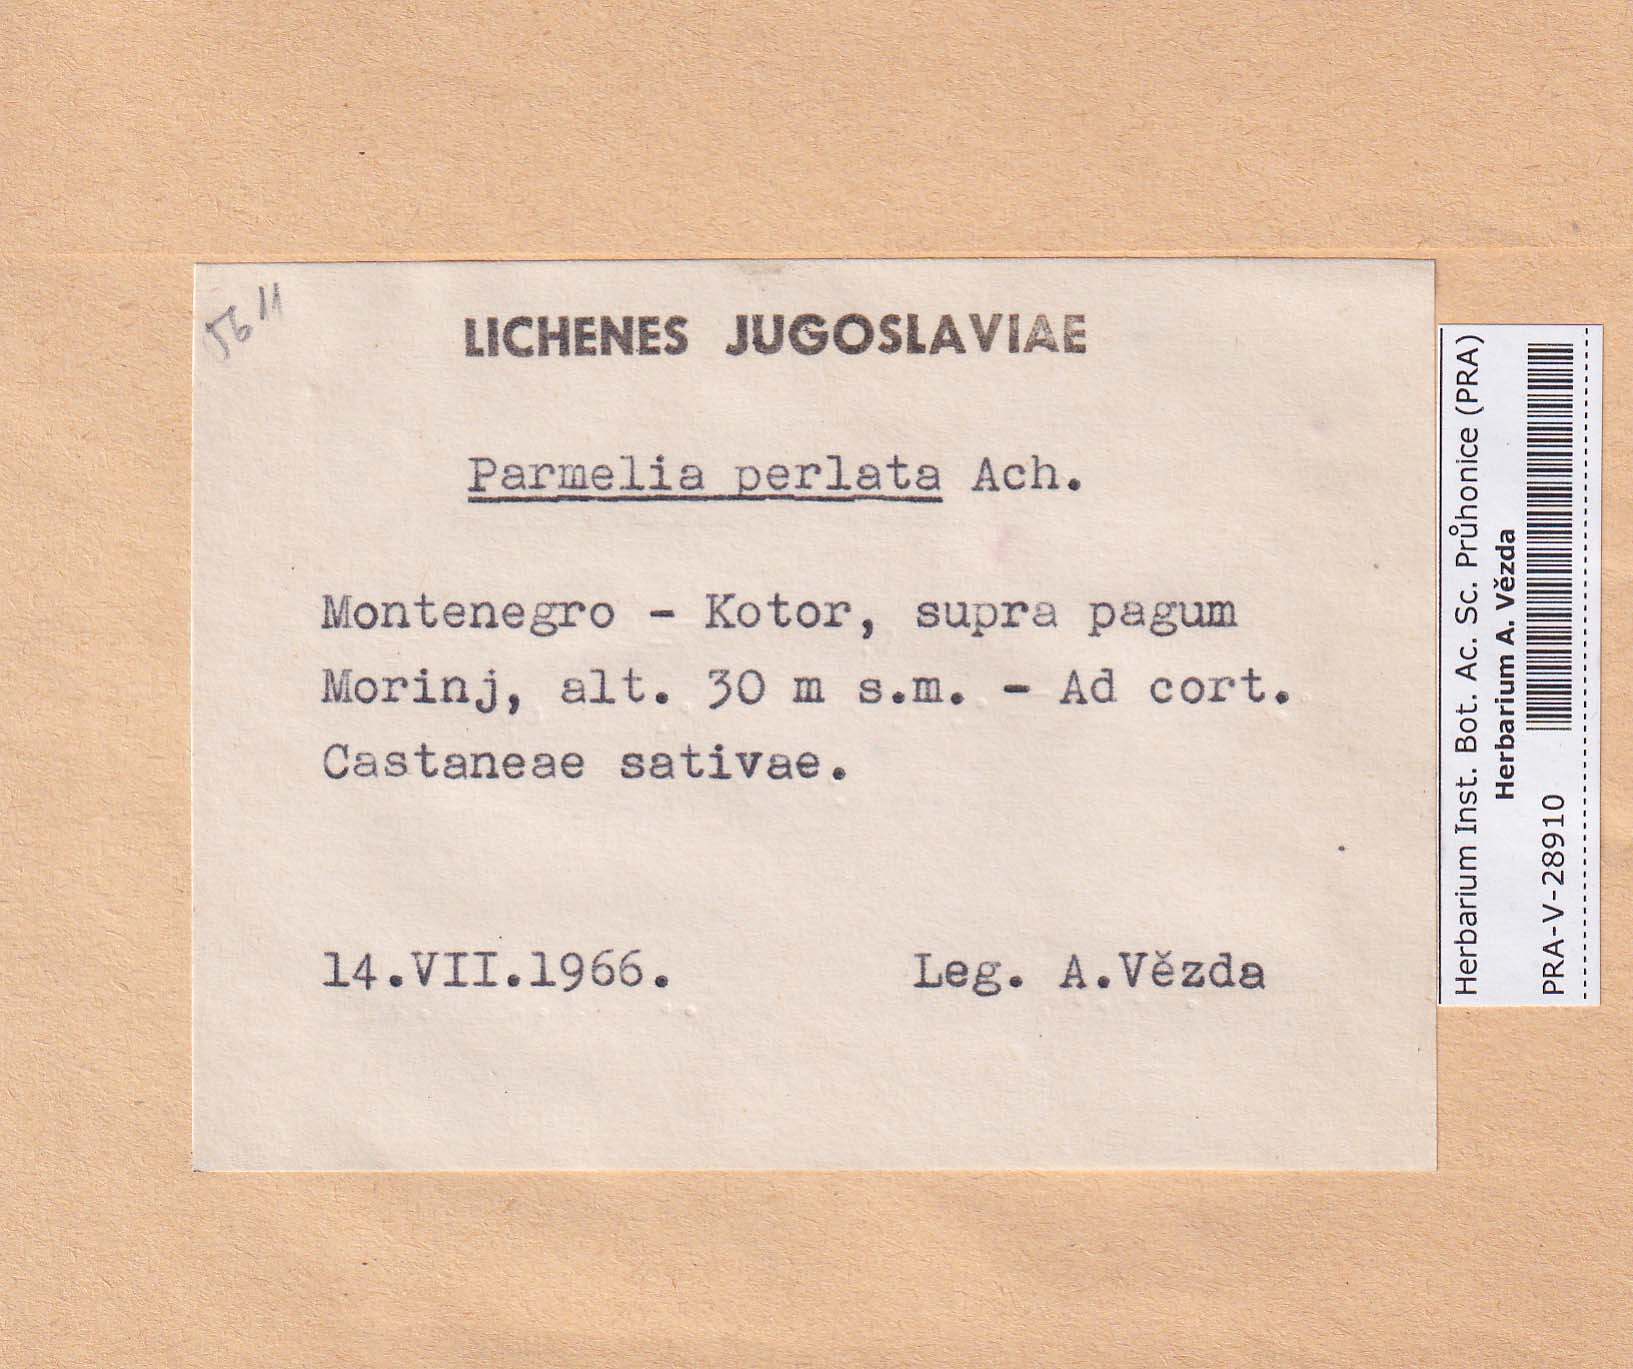 5611
LICHENES JUGOSLAVIAE
Parmelia perlata Ach.
Montenegro - Kotor, supra pagum
Morinj, alt. 30 m s.m. - Ad cort.
Castaneae sativae.
14.VII.1966. Leg. A.Vězda
Herbarium Inst. Bot. Ac. Sc. Průhonice (PRA)
Herbarium A. Vězda
PRA-V-28910